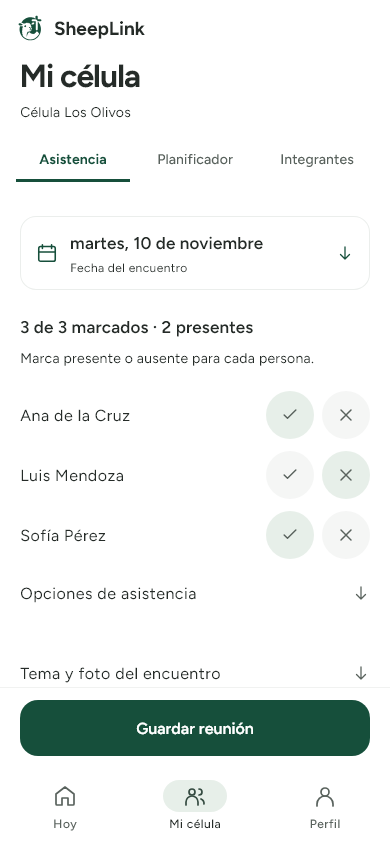 SheepLink
Mi célula
Célula Los Olivos
Asistencia Planificador Integrantes
martes, 10 de noviembre
Fecha del encuentro
3 de 3 marcados · 2 presentes
Marca presente o ausente para cada persona.
Ana de la Cruz
Luis Mendoza
Sofía Pérez
Opciones de asistencia
Tema y foto del encuentro
Guardar reunión
Hoy Mi célula Perfil